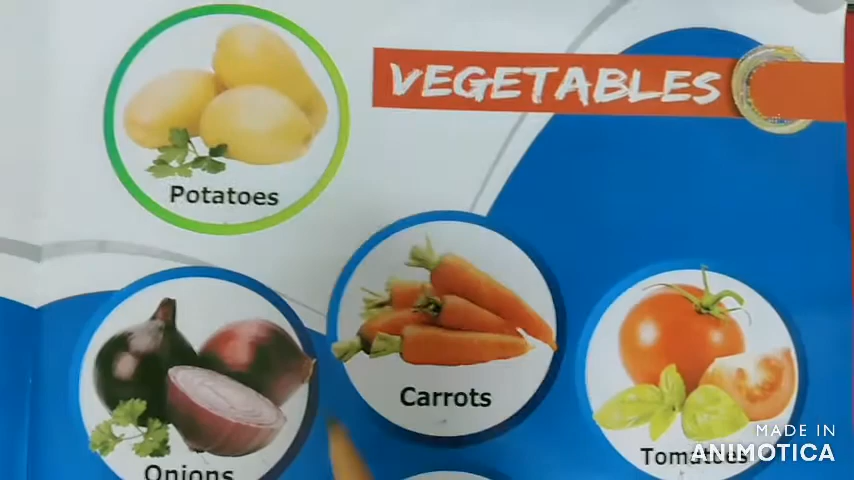 VEGETABLES
Potatoes
Carrots
Onions
Tomatoes
MADE IN
ANIMOTICA